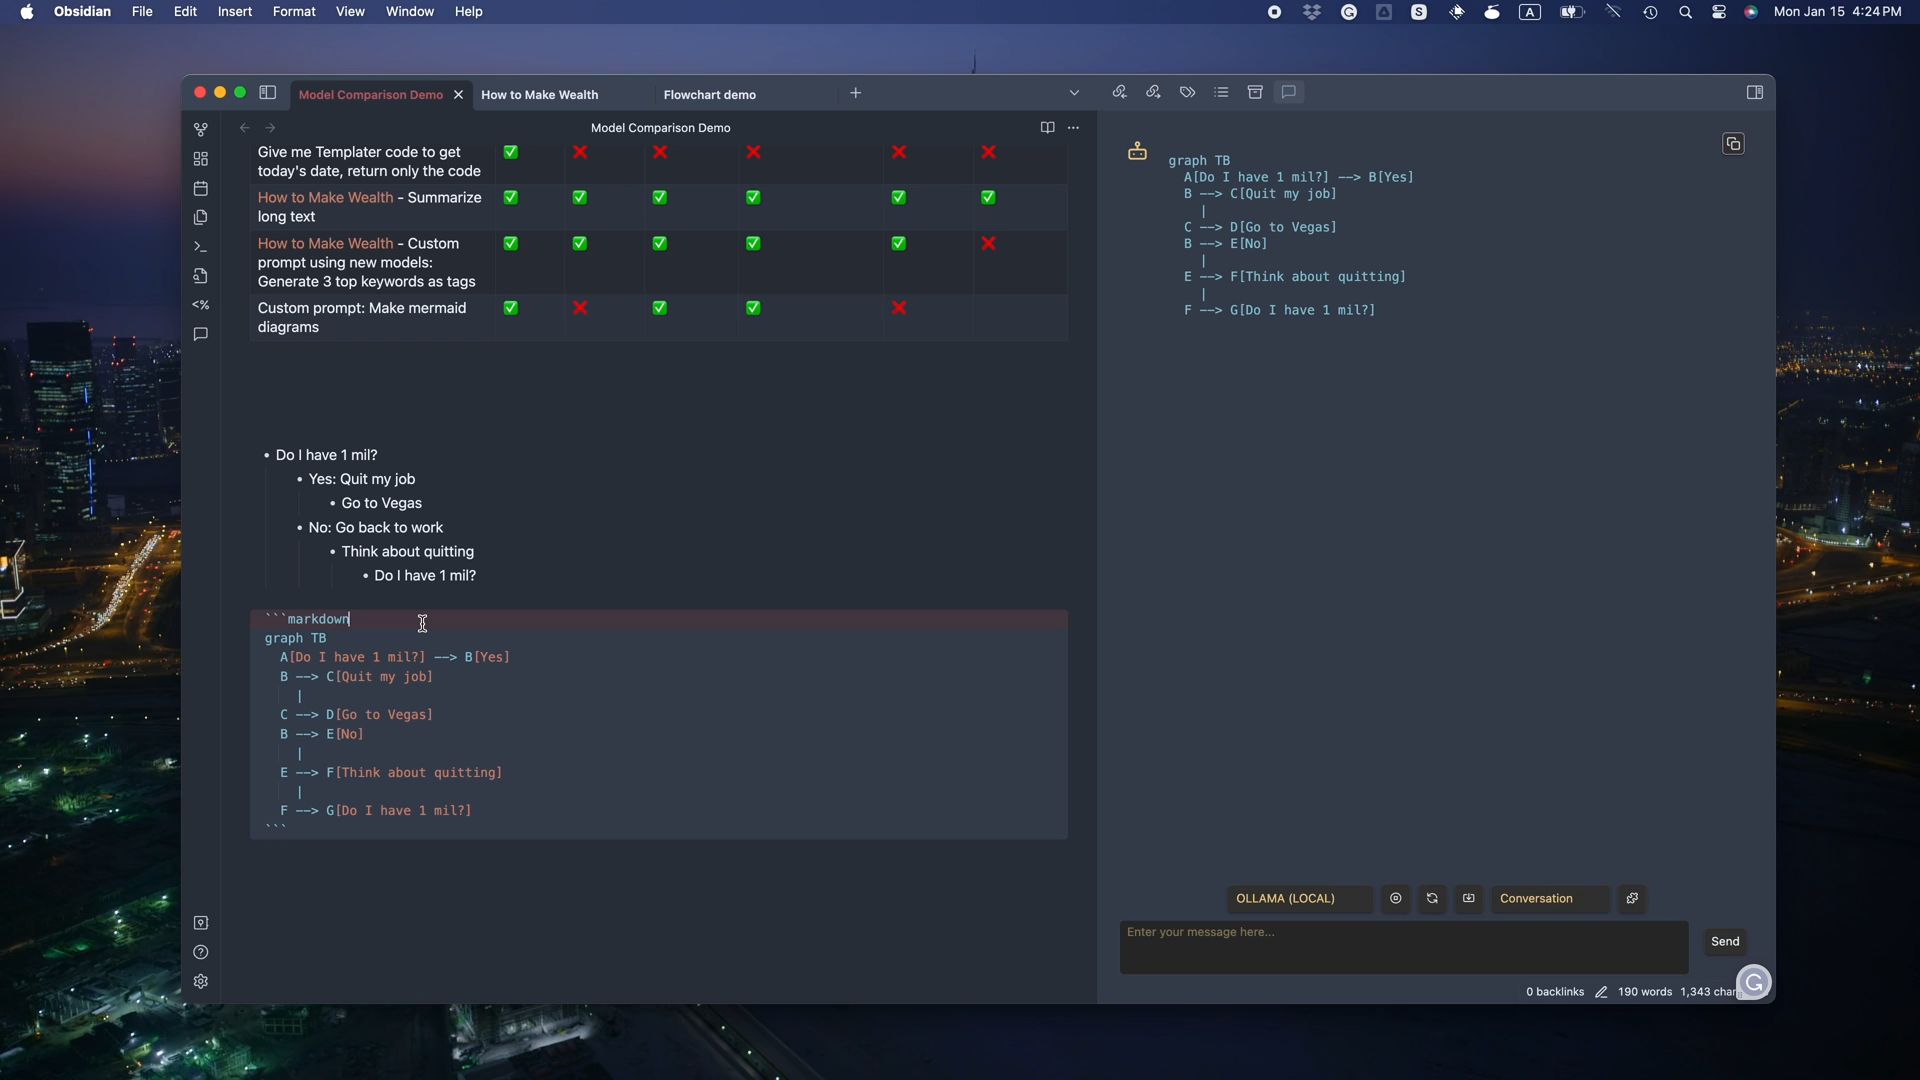 Obsidian File Edit Insert Format View Window Help
A
Mon Jan 15 4:24 PM
Model Comparison Demo
How to Make Wealth
Flowchart demo
Model Comparison Demo
Give me Templater code to get
today's date, return only the code
How to Make Wealth - Summarize
long text
How to Make Wealth - Custom
prompt using new models:
Generate 3 top keywords as tags
Custom prompt: Make mermaid
diagrams
• Do I have 1 mil?
• Yes: Quit my job
• Go to Vegas
• No: Go back to work
• Think about quitting
• Do I have 1 mil?
```markdown
graph TB
A[Do I have 1 mil?] --> B[Yes]
B --> C[Quit my job]
|
C --> D[Go to Vegas]
B --> E[No]
|
E --> F[Think about quitting]
|
F --> G[Do I have 1 mil?]
```
graph TB
A[Do I have 1 mil?] --> B[Yes]
B --> C[Quit my job]
|
C --> D[Go to Vegas]
B --> E[No]
|
E --> F[Think about quitting]
|
F --> G[Do I have 1 mil?]
OLLAMA (LOCAL)
Conversation
Enter your message here...
Send
0 backlinks
190 words
1,343 char